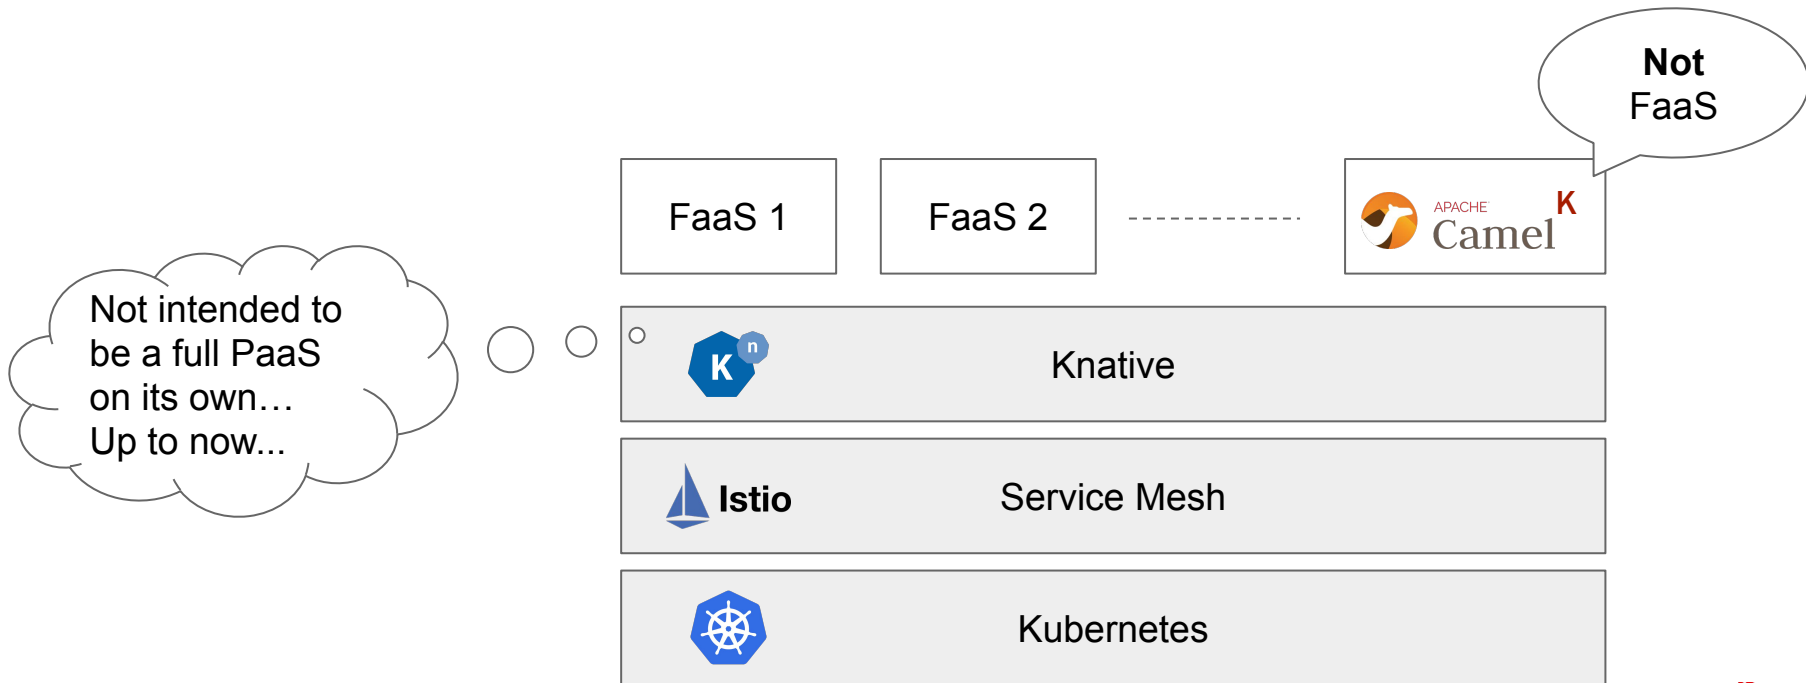 Not
FaaS
FaaS 1
FaaS 2
APACHE
Camel K
Not intended to
be a full PaaS
on its own…
Up to now...
K n
Knative
Istio
Service Mesh
Kubernetes